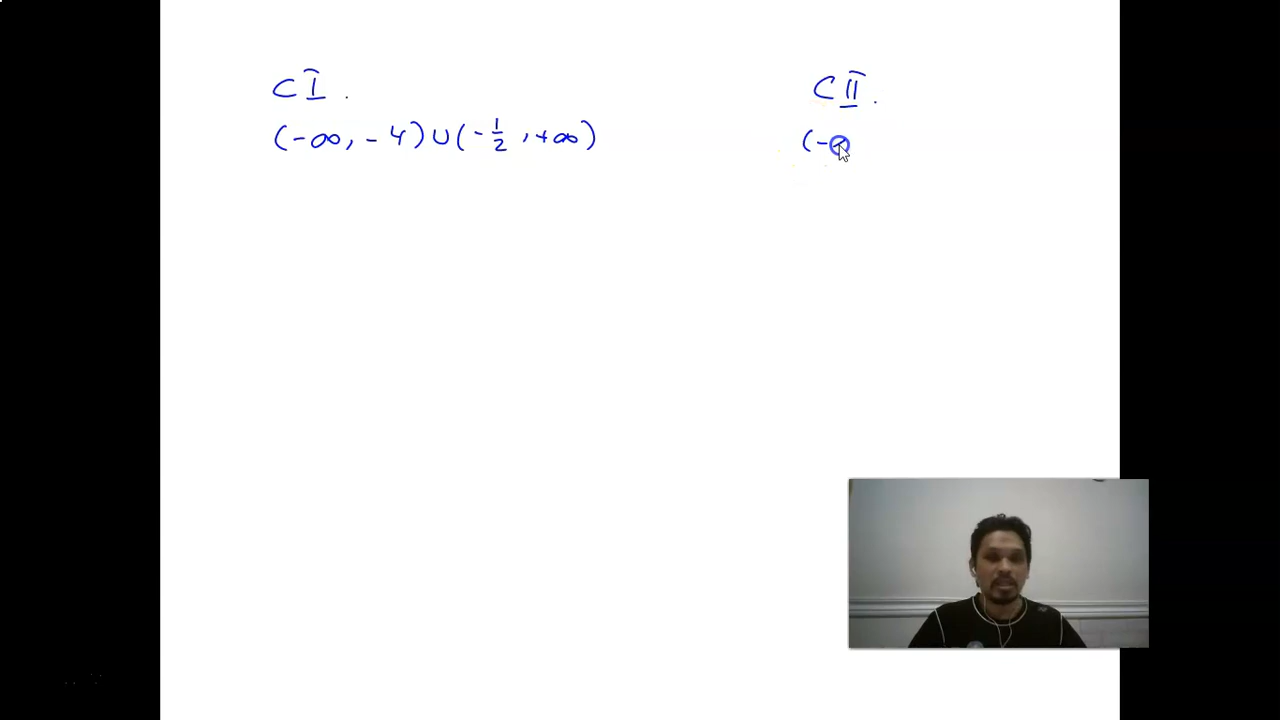 C I.
(-∞, -4) ∪ (-1/2, +∞)
C II.
(-